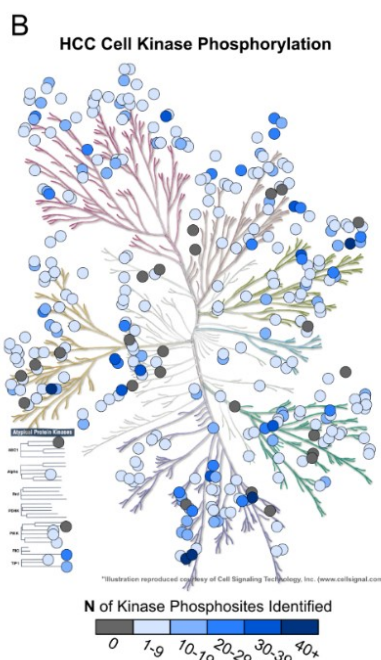 B
HCC Cell Kinase Phosphorylation
Atypical Protein Kinases
*Illustration reproduced courtesy of Cell Signaling Technology, Inc. (www.cellsignal.com
N of Kinase Phosphosites Identified
0 1-9 10-19 20-29 30-39 40+